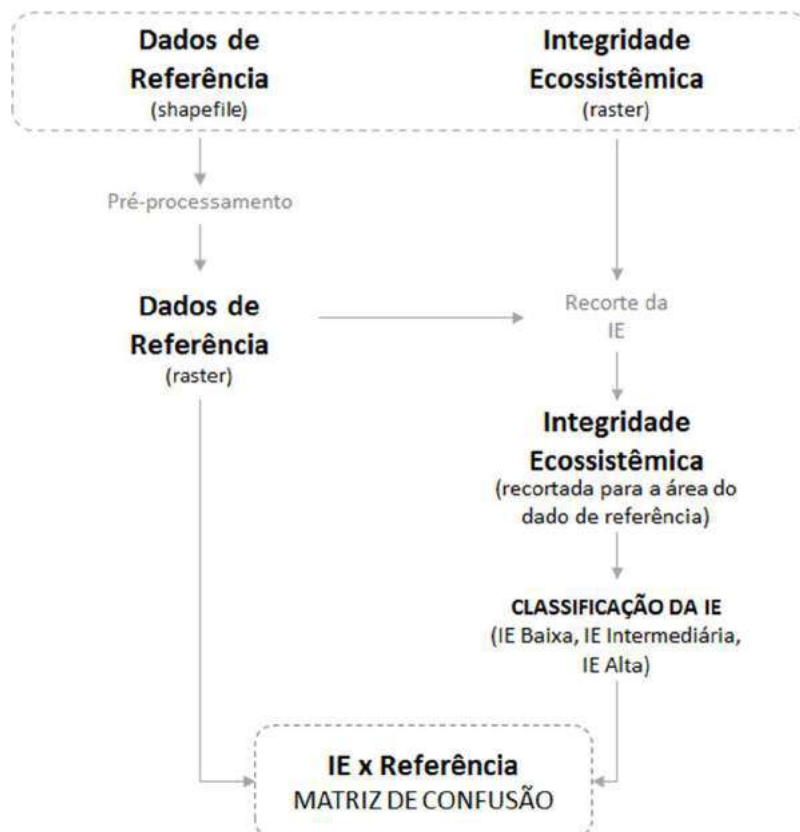 Dados de
Referência
(shapefile)
Integridade
Ecossistêmica
(raster)
Pré-processamento
Dados de
Referência
(raster)
Recorte da
IE
Integridade
Ecossistêmica
(recortada para a área do
dado de referência)
CLASSIFICAÇÃO DA IE
(IE Baixa, IE Intermediária,
IE Alta)
IE x Referência
MATRIZ DE CONFUSÃO